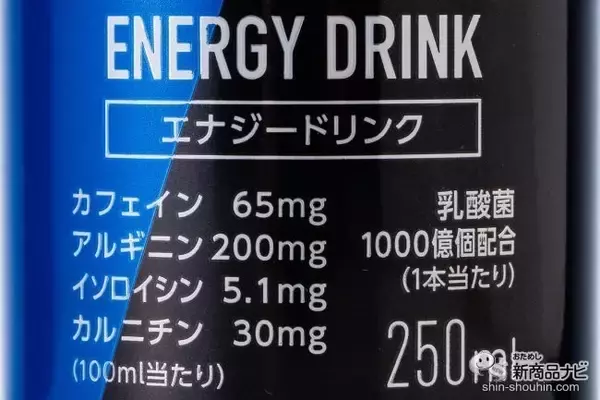 ENERGY DRINK
エナジードリンク
カフェイン 65mg
アルギニン 200mg
イソロイシン 5.1mg
カルニチン 30mg
(100ml当たり)
乳酸菌
1000億個配合
(1本当たり)
250ml
おためし
新商品ナビ
shin-shouhin.com